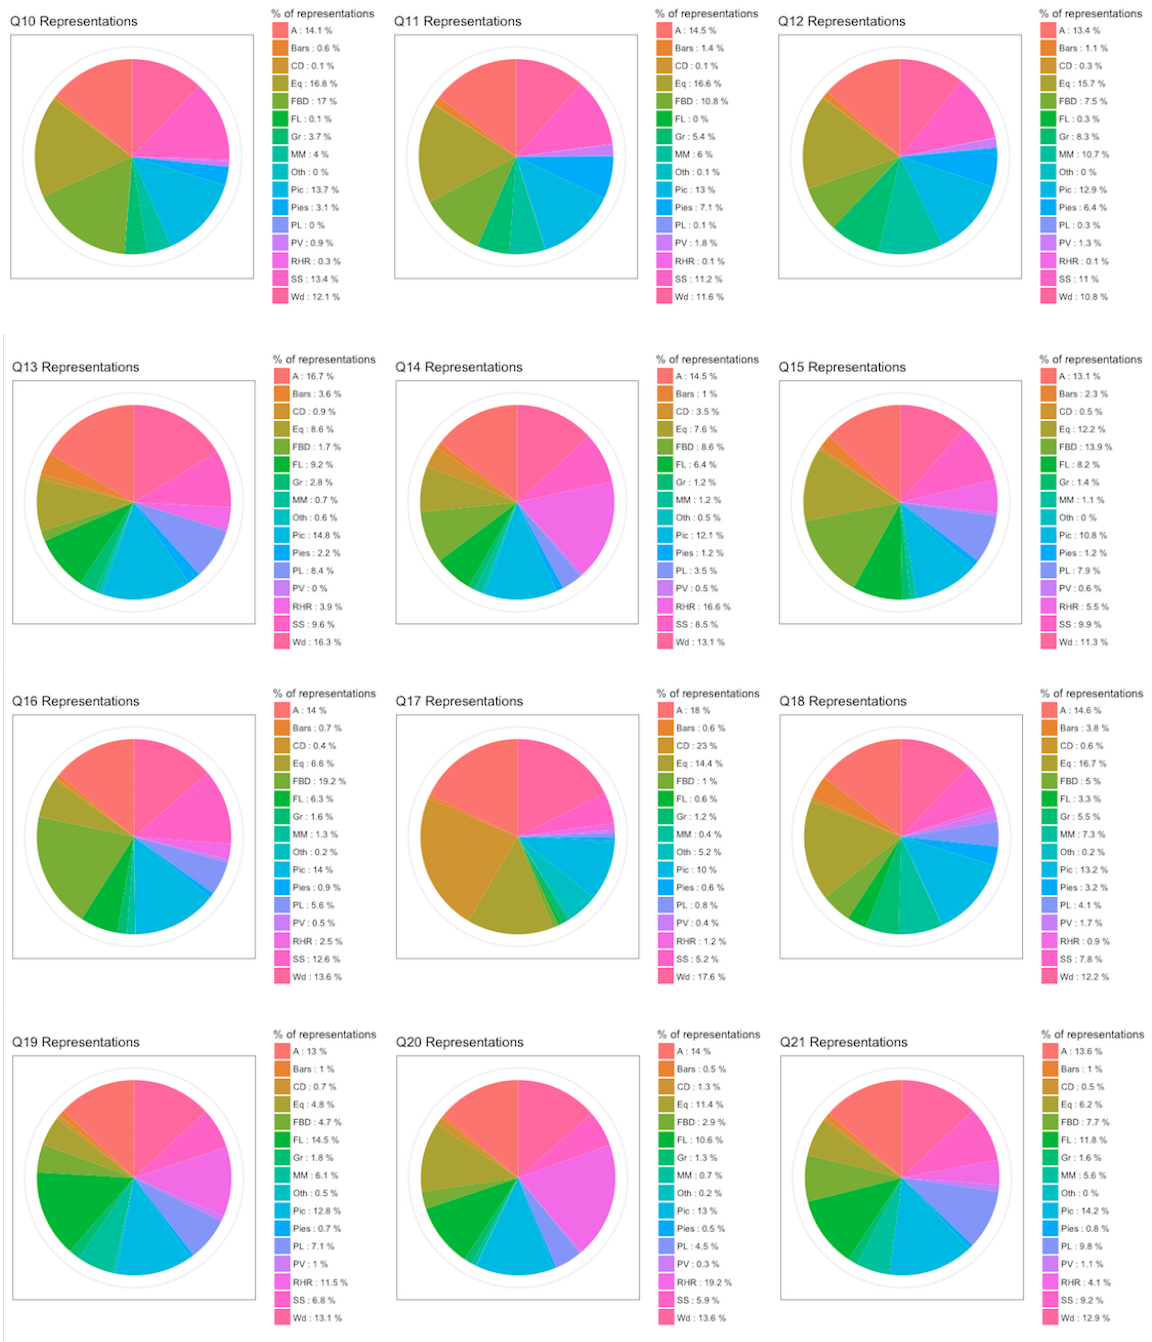 Q10 Representations
% of representations
A : 14.1 %
Bars : 0.6 %
CD : 0.1 %
Eq : 16.8 %
FBD : 17 %
FL : 0.1 %
Gr : 3.7 %
MM : 4 %
Oth : 0 %
Pic : 13.7 %
Pies : 3.1 %
PL : 0 %
PV : 0.9 %
RHR : 0.3 %
SS : 13.4 %
Wd : 12.1 %
Q11 Representations
% of representations
A : 14.5 %
Bars : 1.4 %
CD : 0.1 %
Eq : 16.6 %
FBD : 10.8 %
FL : 0 %
Gr : 5.4 %
MM : 6 %
Oth : 0.1 %
Pic : 13 %
Pies : 7.1 %
PL : 0.1 %
PV : 1.8 %
RHR : 0.1 %
SS : 11.2 %
Wd : 11.6 %
Q12 Representations
% of representations
A : 13.4 %
Bars : 1.1 %
CD : 0.3 %
Eq : 15.7 %
FBD : 7.5 %
FL : 0.3 %
Gr : 8.3 %
MM : 10.7 %
Oth : 0 %
Pic : 12.9 %
Pies : 6.4 %
PL : 0.3 %
PV : 1.3 %
RHR : 0.1 %
SS : 11 %
Wd : 10.8 %
Q13 Representations
% of representations
A : 16.7 %
Bars : 3.6 %
CD : 0.9 %
Eq : 8.6 %
FBD : 1.7 %
FL : 9.2 %
Gr : 2.8 %
MM : 0.7 %
Oth : 0.6 %
Pic : 14.8 %
Pies : 2.2 %
PL : 8.4 %
PV : 0 %
RHR : 3.9 %
SS : 9.6 %
Wd : 16.3 %
Q14 Representations
% of representations
A : 14.5 %
Bars : 1 %
CD : 3.5 %
Eq : 7.6 %
FBD : 8.6 %
FL : 6.4 %
Gr : 1.2 %
MM : 1.2 %
Oth : 0.5 %
Pic : 12.1 %
Pies : 1.2 %
PL : 3.5 %
PV : 0.5 %
RHR : 16.6 %
SS : 8.5 %
Wd : 13.1 %
Q15 Representations
% of representations
A : 13.1 %
Bars : 2.3 %
CD : 0.5 %
Eq : 12.2 %
FBD : 13.9 %
FL : 8.2 %
Gr : 1.4 %
MM : 1.1 %
Oth : 0 %
Pic : 10.8 %
Pies : 1.2 %
PL : 7.9 %
PV : 0.6 %
RHR : 5.5 %
SS : 9.9 %
Wd : 11.3 %
Q16 Representations
% of representations
A : 14 %
Bars : 0.7 %
CD : 0.4 %
Eq : 6.6 %
FBD : 19.2 %
FL : 6.3 %
Gr : 1.6 %
MM : 1.3 %
Oth : 0.2 %
Pic : 14 %
Pies : 0.9 %
PL : 5.6 %
PV : 0.5 %
RHR : 2.5 %
SS : 12.6 %
Wd : 13.6 %
Q17 Representations
% of representations
A : 18 %
Bars : 0.6 %
CD : 23 %
Eq : 14.4 %
FBD : 1 %
FL : 0.6 %
Gr : 1.2 %
MM : 0.4 %
Oth : 5.2 %
Pic : 10 %
Pies : 0.6 %
PL : 0.8 %
PV : 0.4 %
RHR : 1.2 %
SS : 5.2 %
Wd : 17.6 %
Q18 Representations
% of representations
A : 14.6 %
Bars : 3.8 %
CD : 0.6 %
Eq : 16.7 %
FBD : 5 %
FL : 3.3 %
Gr : 5.5 %
MM : 7.3 %
Oth : 0.2 %
Pic : 13.2 %
Pies : 3.2 %
PL : 4.1 %
PV : 1.7 %
RHR : 0.9 %
SS : 7.8 %
Wd : 12.2 %
Q19 Representations
% of representations
A : 13 %
Bars : 1 %
CD : 0.7 %
Eq : 4.8 %
FBD : 4.7 %
FL : 14.5 %
Gr : 1.8 %
MM : 6.1 %
Oth : 0.5 %
Pic : 12.8 %
Pies : 0.7 %
PL : 7.1 %
PV : 1 %
RHR : 11.5 %
SS : 6.8 %
Wd : 13.1 %
Q20 Representations
% of representations
A : 14 %
Bars : 0.5 %
CD : 1.3 %
Eq : 11.4 %
FBD : 2.9 %
FL : 10.6 %
Gr : 1.3 %
MM : 0.7 %
Oth : 0.2 %
Pic : 13 %
Pies : 0.5 %
PL : 4.5 %
PV : 0.3 %
RHR : 19.2 %
SS : 5.9 %
Wd : 13.6 %
Q21 Representations
% of representations
A : 13.6 %
Bars : 1 %
CD : 0.5 %
Eq : 6.2 %
FBD : 7.7 %
FL : 11.8 %
Gr : 1.6 %
MM : 5.6 %
Oth : 0 %
Pic : 14.2 %
Pies : 0.8 %
PL : 9.8 %
PV : 1.1 %
RHR : 4.1 %
SS : 9.2 %
Wd : 12.9 %